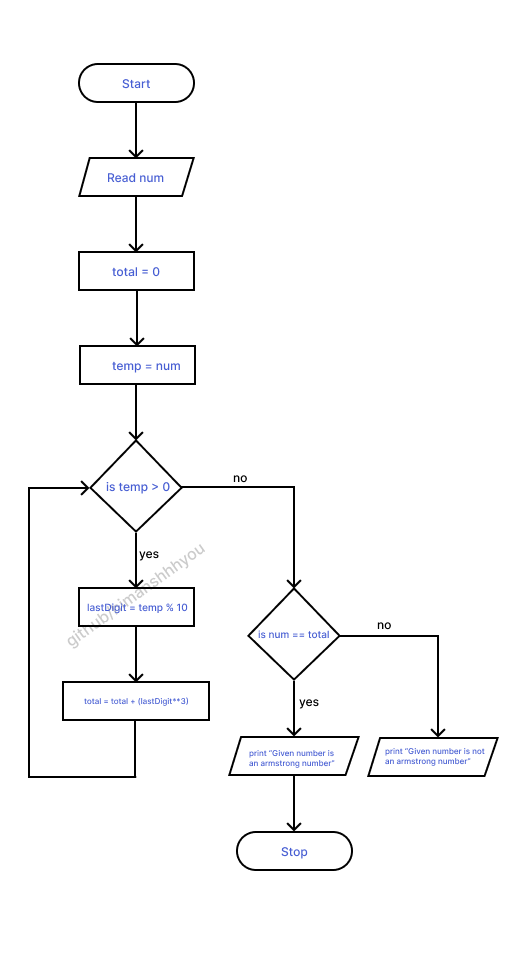 Start
Read num
total = 0
temp = num
is temp > 0
no
yes
lastDigit = temp % 10
total = total + (lastDigit**3)
is num == total
no
yes
print “Given number is
an armstrong number”
print “Given number is not
an armstrong number”
Stop